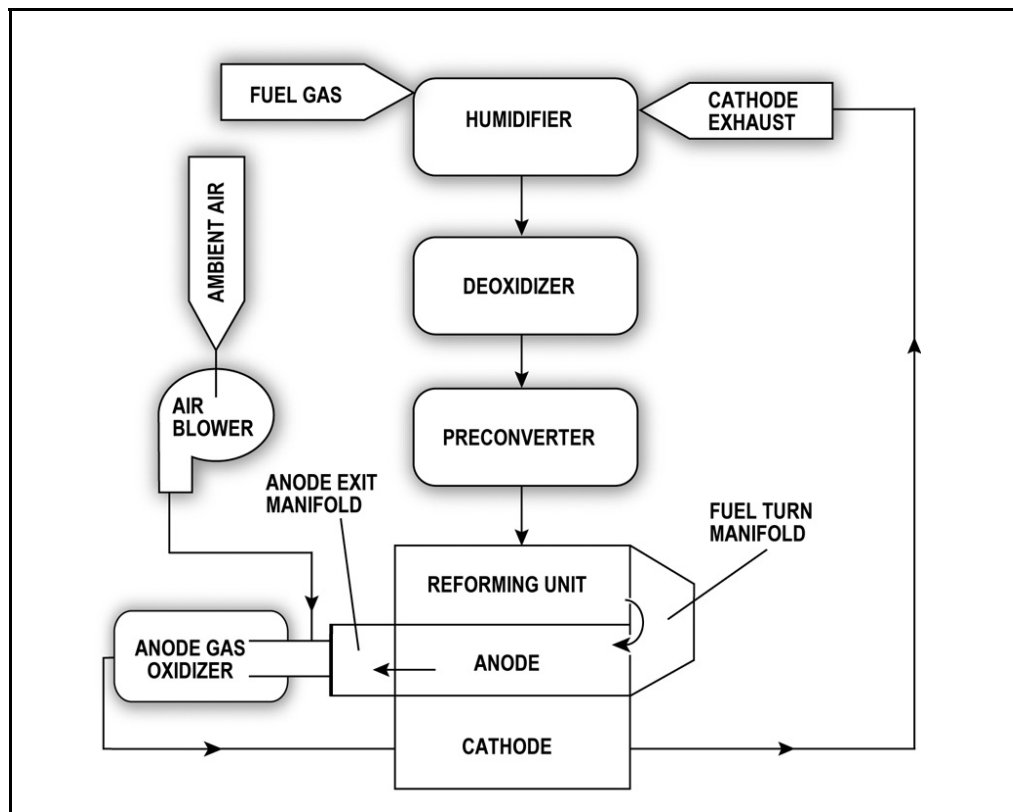 FUEL GAS
HUMIDIFIER
CATHODE
EXHAUST
AMBIENT AIR
DEOXIDIZER
AIR
BLOWER
PRECONVERTER
ANODE EXIT
MANIFOLD
FUEL TURN
MANIFOLD
REFORMING UNIT
ANODE GAS
OXIDIZER
ANODE
CATHODE